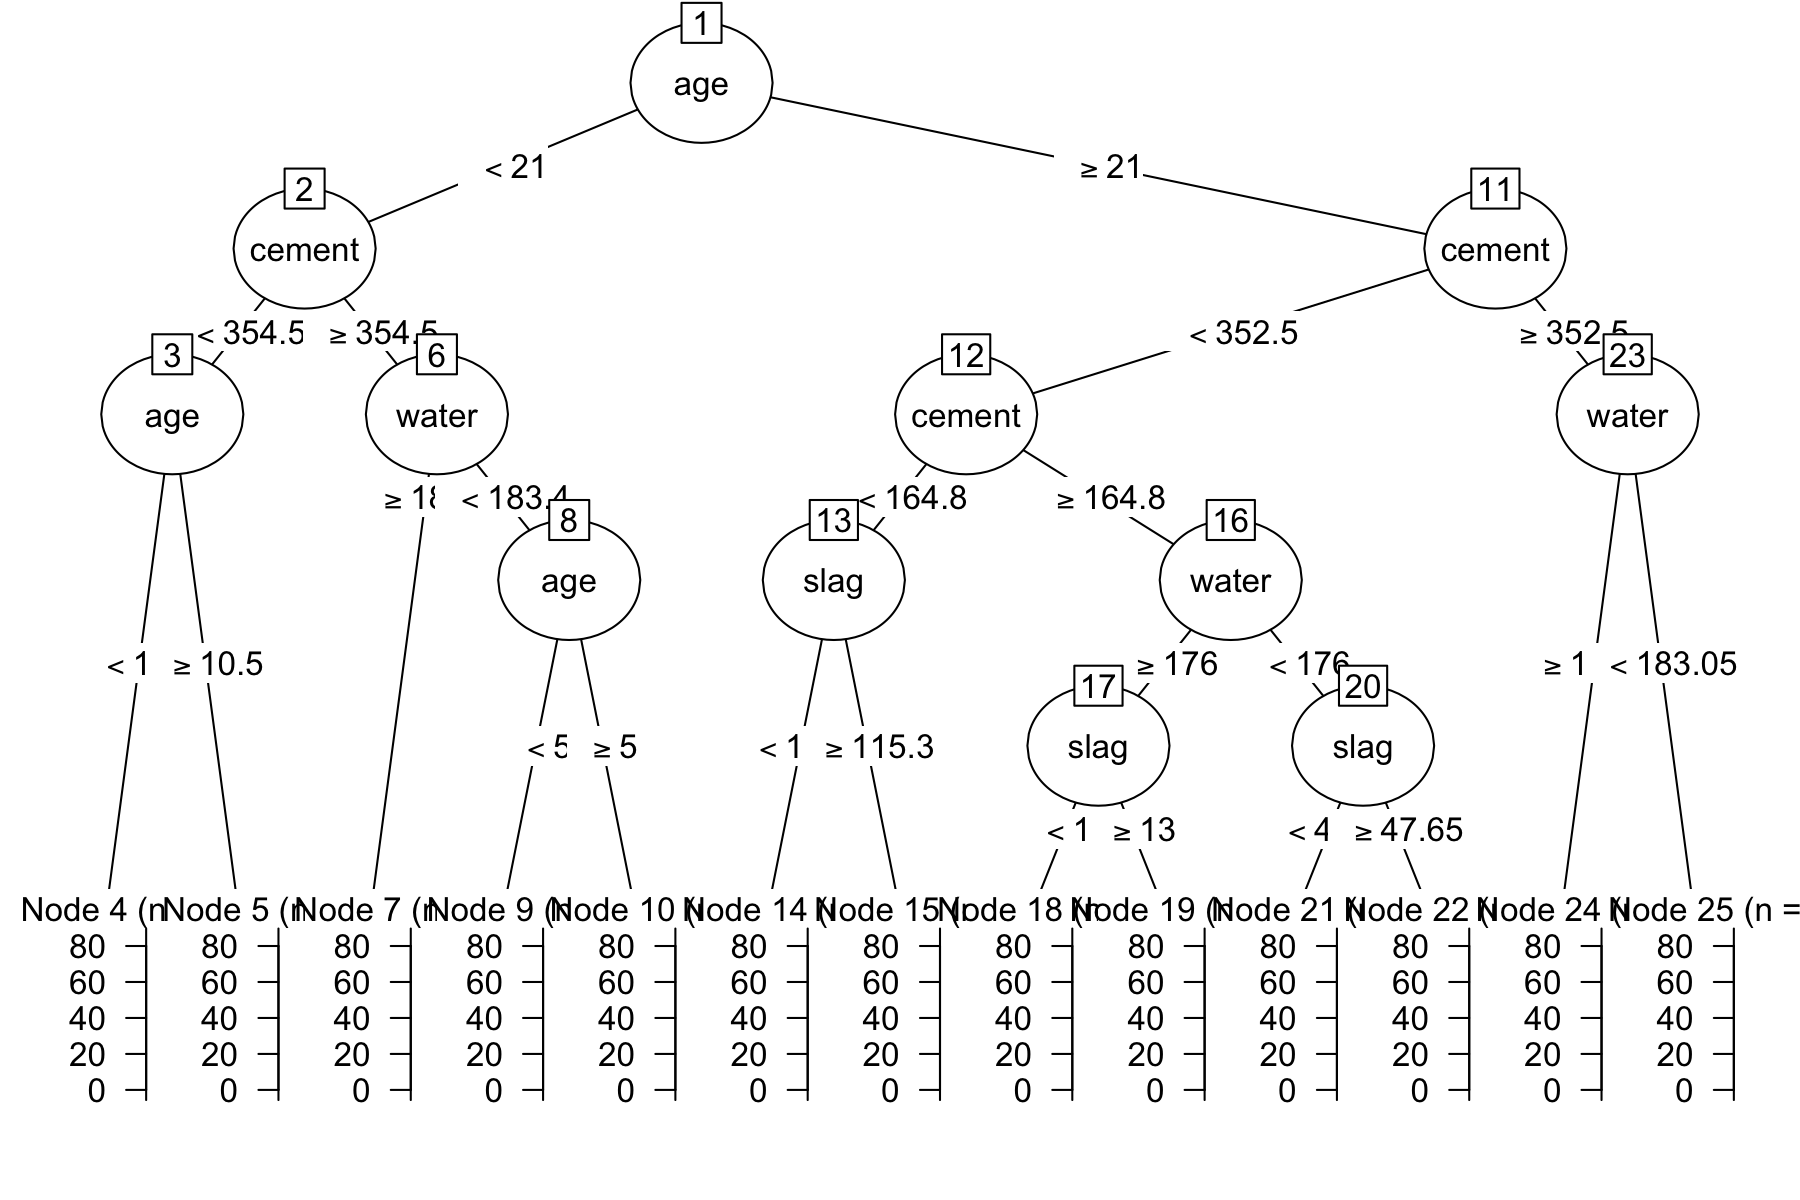 1
age
< 21 ≥ 21
2 11
cement cement
< 354.5 ≥ 354.5 < 352.5 ≥ 352.5
3 6 12 23
age water cement water
≥ 18 < 183.4 < 164.8 ≥ 164.8
8 13 16
age slag water
< 1 ≥ 10.5 ≥ 176 < 176 ≥ 1 < 183.05
17 20
slag slag
< 5 ≥ 5 < 1 ≥ 115.3
< 1 ≥ 13 < 4 ≥ 47.65
Node 4 (n Node 5 (n Node 7 (n Node 9 (n Node 10 (n Node 14 (n Node 15 (n Node 18 (n Node 19 (n Node 21 (n Node 22 (n Node 24 (n Node 25 (n =
80 80 80 80 80 80 80 80 80 80 80 80 80
60 60 60 60 60 60 60 60 60 60 60 60 60
40 40 40 40 40 40 40 40 40 40 40 40 40
20 20 20 20 20 20 20 20 20 20 20 20 20
0 0 0 0 0 0 0 0 0 0 0 0 0